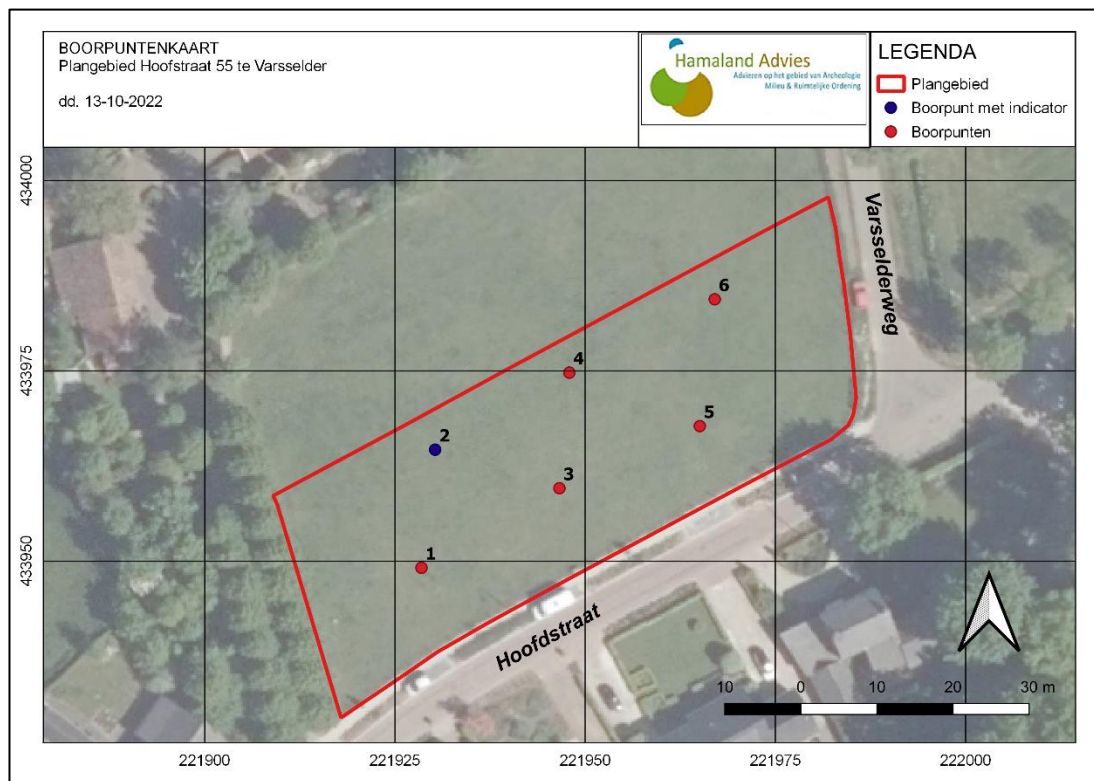 BOORPUNTENKAART
Plangebied Hoofstraat 55 te Varsselder
dd. 13-10-2022
Hamaland Advies
Adviezen op het gebied van Archeologie
Milieu & Ruimtelijke Ordening
LEGENDA
Plangebied
Boorpunt met indicator
Boorpunten
434000
433975
433950
Varsselderweg
6
4
5
2
3
1
Hoofdstraat
10 0 10 20 30 m
221900 221925 221950 221975 222000